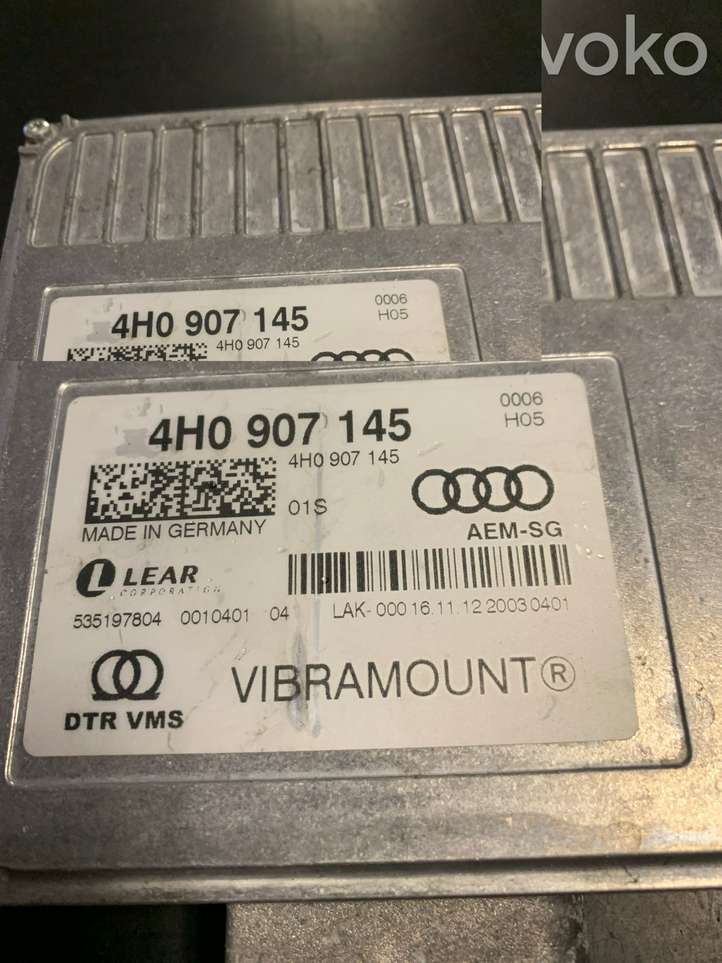 voko
4H0 907 145
0006
H05
4H0 907 145
4H0 907 145
0006
H05
4H0 907 145
01S
MADE IN GERMANY
AEM-SG
LEAR
CORPORATION
535197804 0010401 04
LAK- 000 16.11.12 2003 0401
DTR VMS
VIBRAMOUNT®